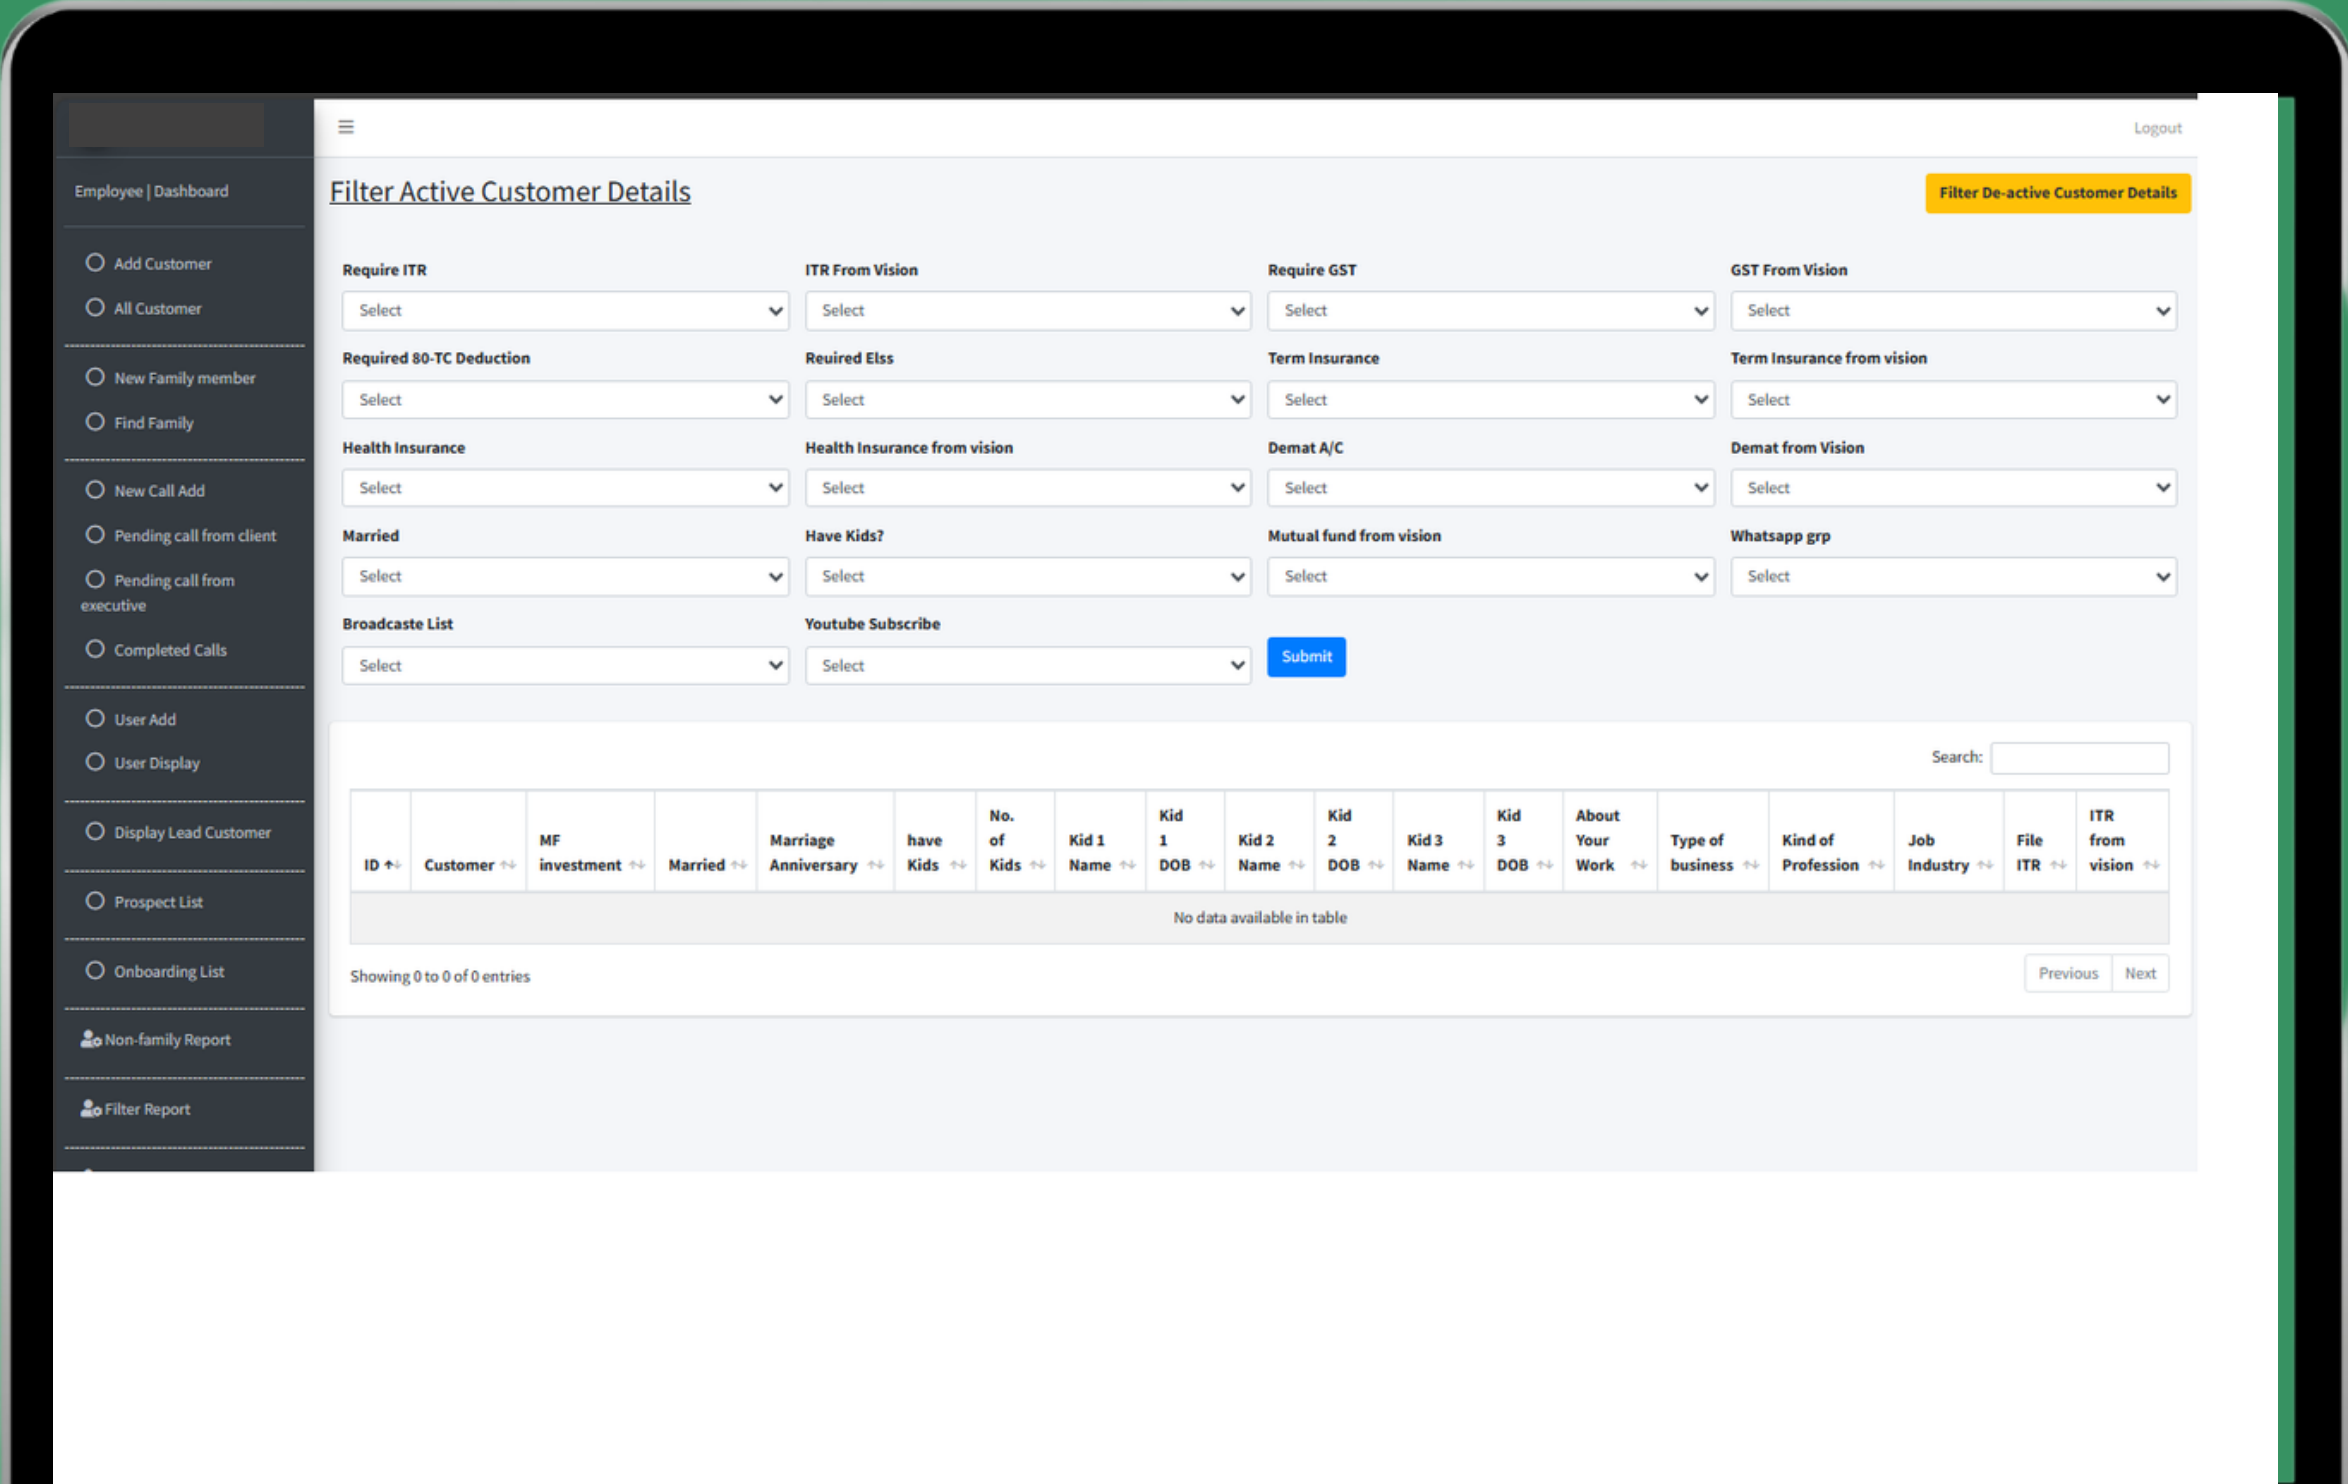 Logout
Employee | Dashboard
Add Customer
All Customer
New Family member
Find Family
New Call Add
Pending call from client
Pending call from
executive
Completed Calls
User Add
User Display
Display Lead Customer
Prospect List
Onboarding List
Non-family Report
Filter Report
Filter Active Customer Details
Filter De-active Customer Details
Require ITR ITR From Vision Require GST GST From Vision
Select Select Select Select
Required 80-TC Deduction Reuired Elss Term Insurance Term Insurance from vision
Select Select Select Select
Health Insurance Health Insurance from vision Demat A/C Demat from Vision
Select Select Select Select
Married Have Kids? Mutual fund from vision Whatsapp grp
Select Select Select Select
Broadcaste List Youtube Subscribe
Select Select Submit
Search:
ID
Customer
MF
investment
Married
Marriage
Anniversary
have
Kids
No.
of
Kids
Kid 1
Name
Kid
1
DOB
Kid 2
Name
Kid
2
DOB
Kid 3
Name
Kid
3
DOB
About
Your
Work
Type of
business
Kind of
Profession
Job
Industry
File
ITR
ITR
from
vision
No data available in table
Showing 0 to 0 of 0 entries
Previous Next